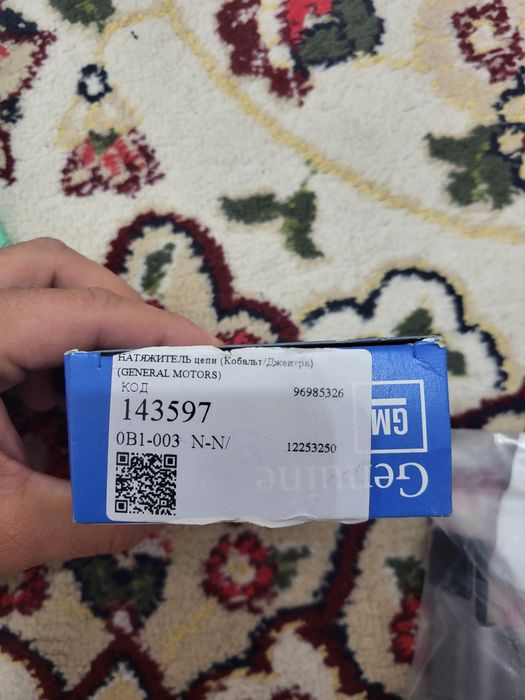 НАТЯЖИТЕЛЬ цепи (Кобальт/Джентра)
(GENERAL MOTORS)
КОД
96985326
143597
0B1-003 N-N/
12253250
GM
Genuine